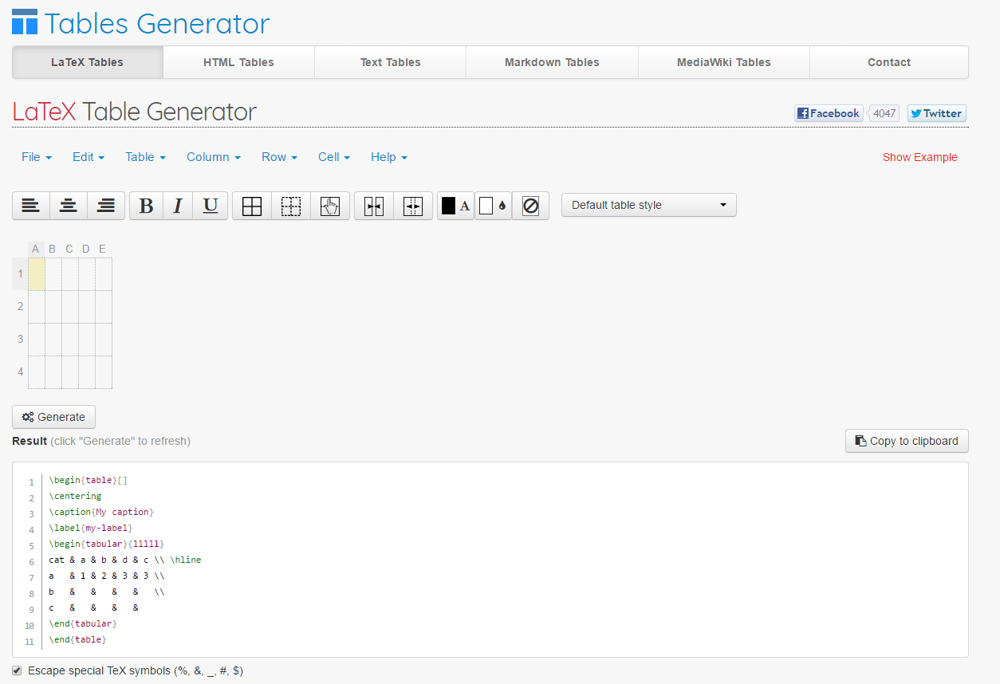 Tables Generator
LaTeX Tables HTML Tables Text Tables Markdown Tables MediaWiki Tables Contact
LaTeX Table Generator
Facebook 4047 Twitter
File Edit Table Column Row Cell Help Show Example
B I U A Default table style
A B C D E
1
2
3
4
Generate
Result (click "Generate" to refresh) Copy to clipboard
1 \begin{table}[]
2 \centering
3 \caption{My caption}
4 \label{my-label}
5 \begin{tabular}{lllll}
6 cat & a & b & d & c \\ \hline
7 a   & 1 & 2 & 3 & 3 \\
8 b   &   &   &   &   \\
9 c   &   &   &   &
10 \end{tabular}
11 \end{table}
Escape special TeX symbols (%, &, _, #, $)